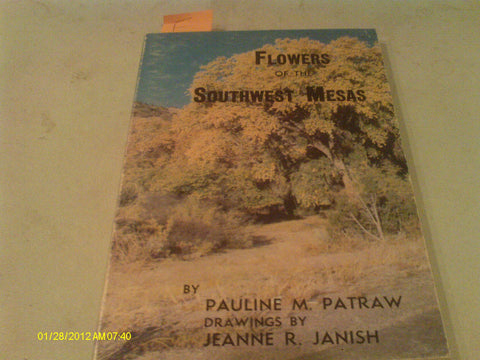 FLOWERS
OF THE
SOUTHWEST MESAS
BY
PAULINE M. PATRAW
DRAWINGS BY
JEANNE R. JANISH
01/28/2012 AM 07:40